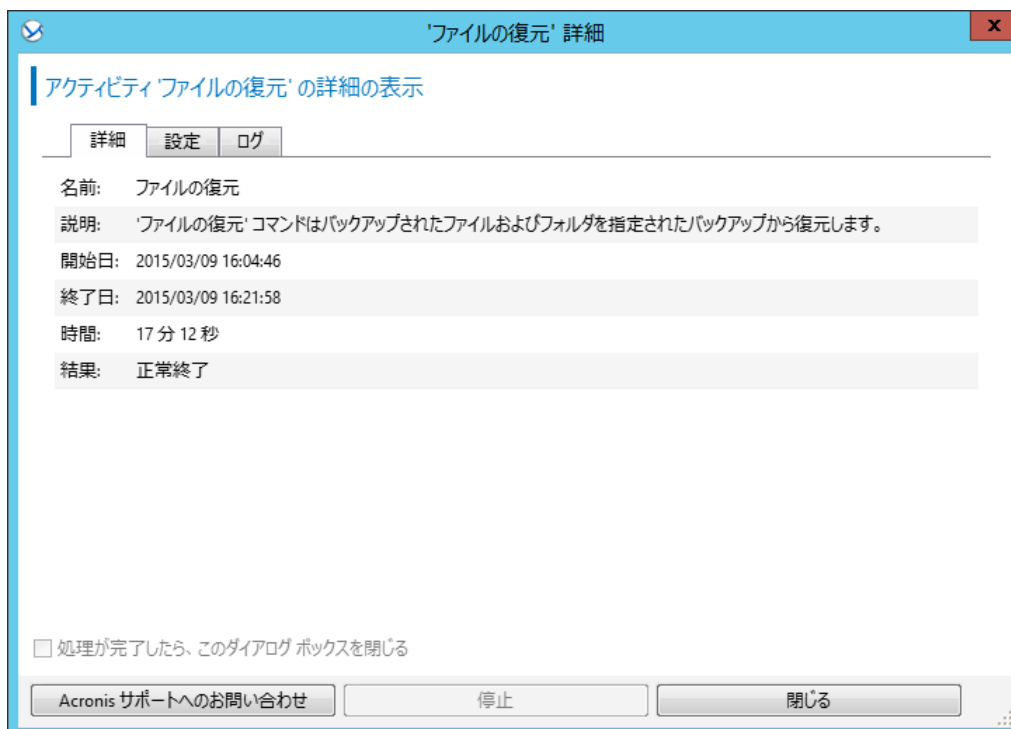 'ファイルの復元' 詳細
x
アクティビティ 'ファイルの復元' の詳細の表示
詳細 設定 ログ
名前: ファイルの復元
説明: 'ファイルの復元' コマンドはバックアップされたファイルおよびフォルダを指定されたバックアップから復元します。
開始日: 2015/03/09 16:04:46
終了日: 2015/03/09 16:21:58
時間: 17 分 12 秒
結果: 正常終了
処理が完了したら、このダイアログ ボックスを閉じる
Acronis サポートへのお問い合わせ 停止 閉じる